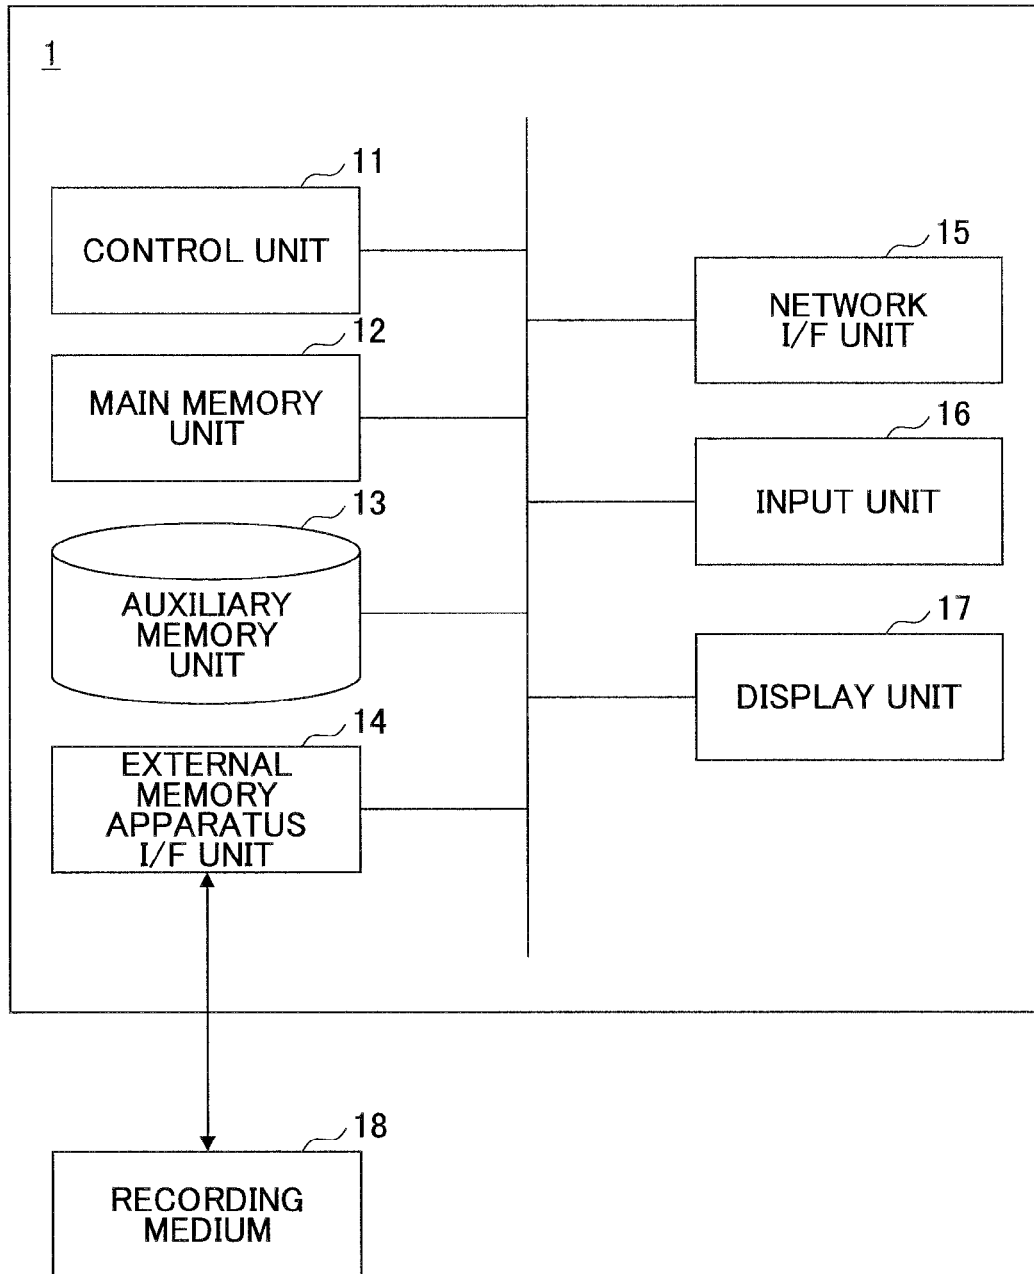 1
11
CONTROL UNIT
12
MAIN MEMORY
UNIT
13
AUXILIARY
MEMORY
UNIT
14
EXTERNAL
MEMORY
APPARATUS
I/F UNIT
15
NETWORK
I/F UNIT
16
INPUT UNIT
17
DISPLAY UNIT
18
RECORDING
MEDIUM